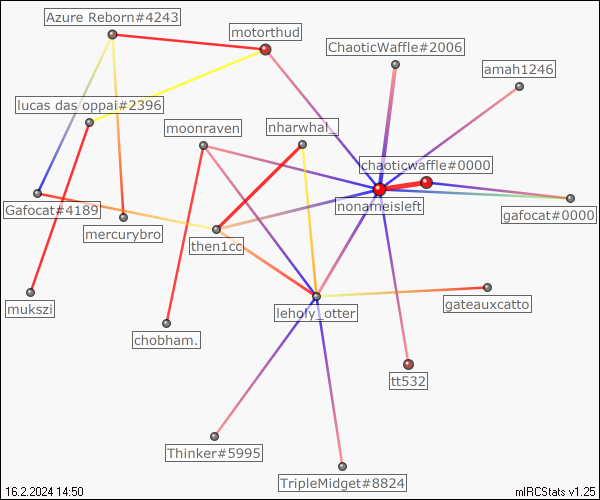 Azure Reborn#4243
motorthud
ChaoticWaffle#2006
amah1246
lucas das oppai#2396
moonraven
nharwhal_
chaoticwaffle#0000
nonameisleft
Gafocat#4189
gafocat#0000
mercurybro
then1cc
mukszi
leholy_otter
gateauxcatto
chobham.
tt532
Thinker#5995
TripleMidget#8824
16.2.2024 14:50
mIRCStats v1.25